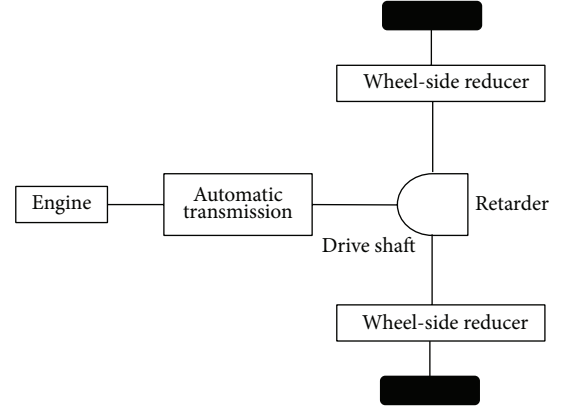 Wheel-side reducer
Engine
Automatic
transmission
Retarder
Drive shaft
Wheel-side reducer